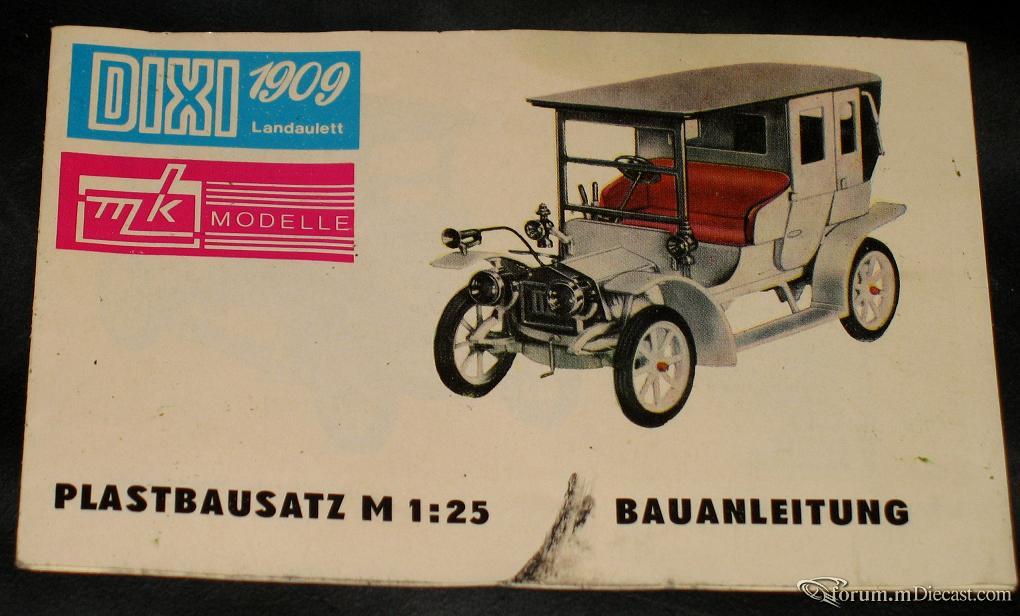 DIXI 1909
Landaulett
mk MODELLE
PLASTBAUSATZ M 1:25
BAUANLEITUNG
forum.mDiecast.com